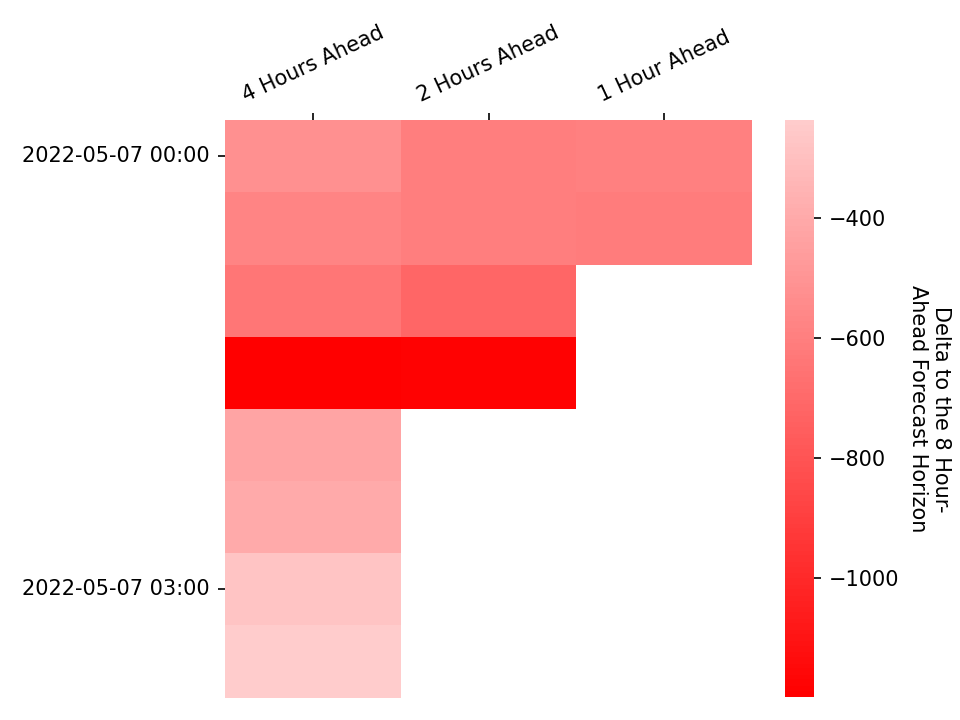 4 Hours Ahead
2 Hours Ahead
1 Hour Ahead
2022-05-07 00:00
2022-05-07 03:00
−400
−600
−800
−1000
Delta to the 8 Hour-
Ahead Forecast Horizon